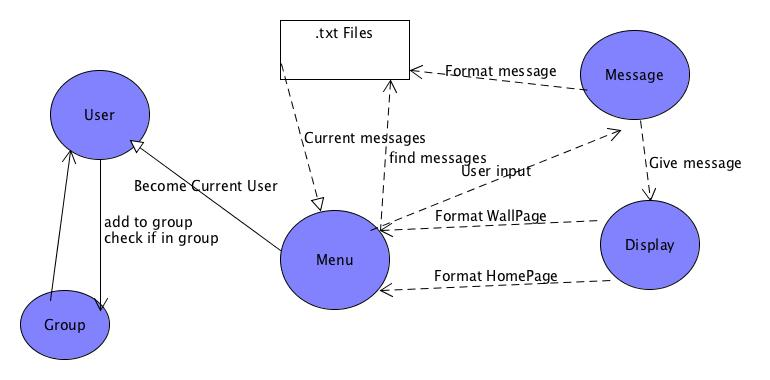 .txt Files
Format message
Message
User
Current messages
find messages
User input
Give message
Become Current User
add to group
check if in group
Format WallPage
Display
Menu
Format HomePage
Group